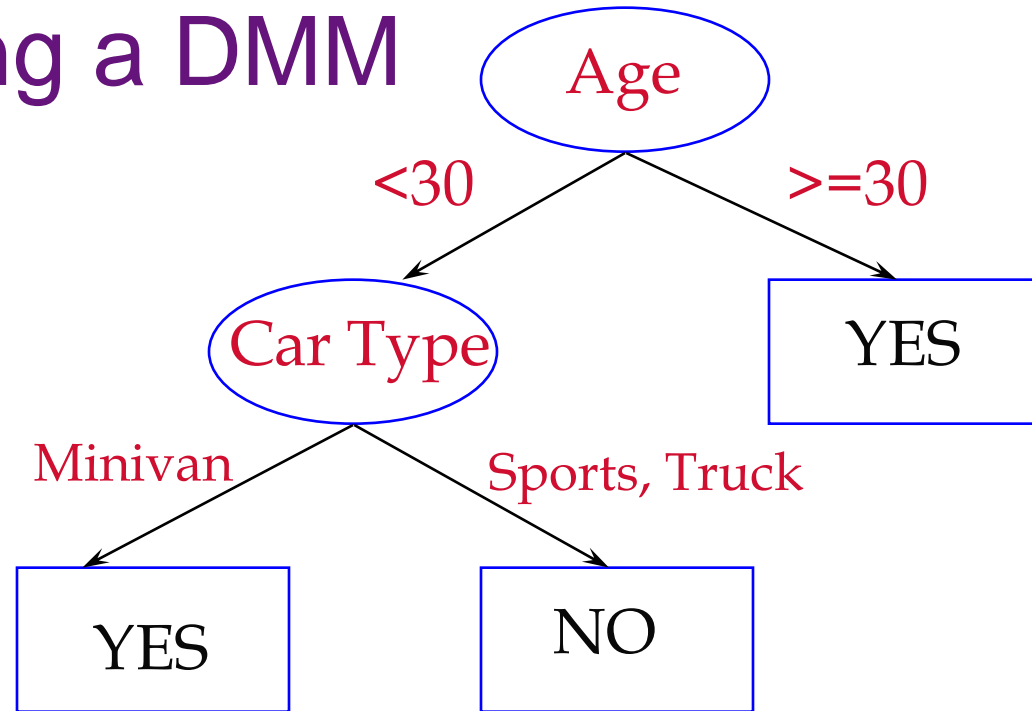 ng a DMM
Age
<30
>=30
Car Type
YES
Minivan
Sports, Truck
YES
NO